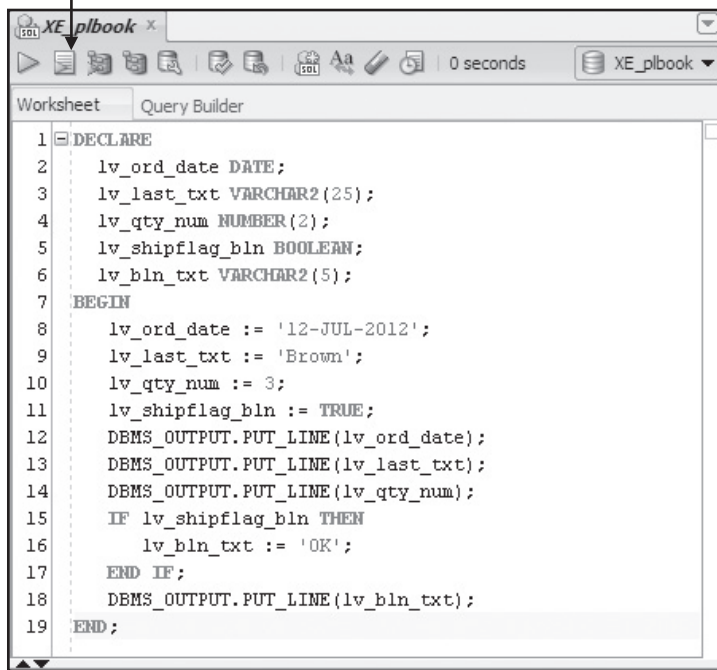 XE_plbook
0 seconds
XE_plbook
Worksheet
Query Builder
1 DECLARE
2 lv_ord_date DATE;
3 lv_last_txt VARCHAR2(25);
4 lv_qty_num NUMBER(2);
5 lv_shipflag_bln BOOLEAN;
6 lv_bln_txt VARCHAR2(5);
7 BEGIN
8 lv_ord_date := '12-JUL-2012';
9 lv_last_txt := 'Brown';
10 lv_qty_num := 3;
11 lv_shipflag_bln := TRUE;
12 DBMS_OUTPUT.PUT_LINE(lv_ord_date);
13 DBMS_OUTPUT.PUT_LINE(lv_last_txt);
14 DBMS_OUTPUT.PUT_LINE(lv_qty_num);
15 IF lv_shipflag_bln THEN
16 lv_bln_txt := 'OK';
17 END IF;
18 DBMS_OUTPUT.PUT_LINE(lv_bln_txt);
19 END;